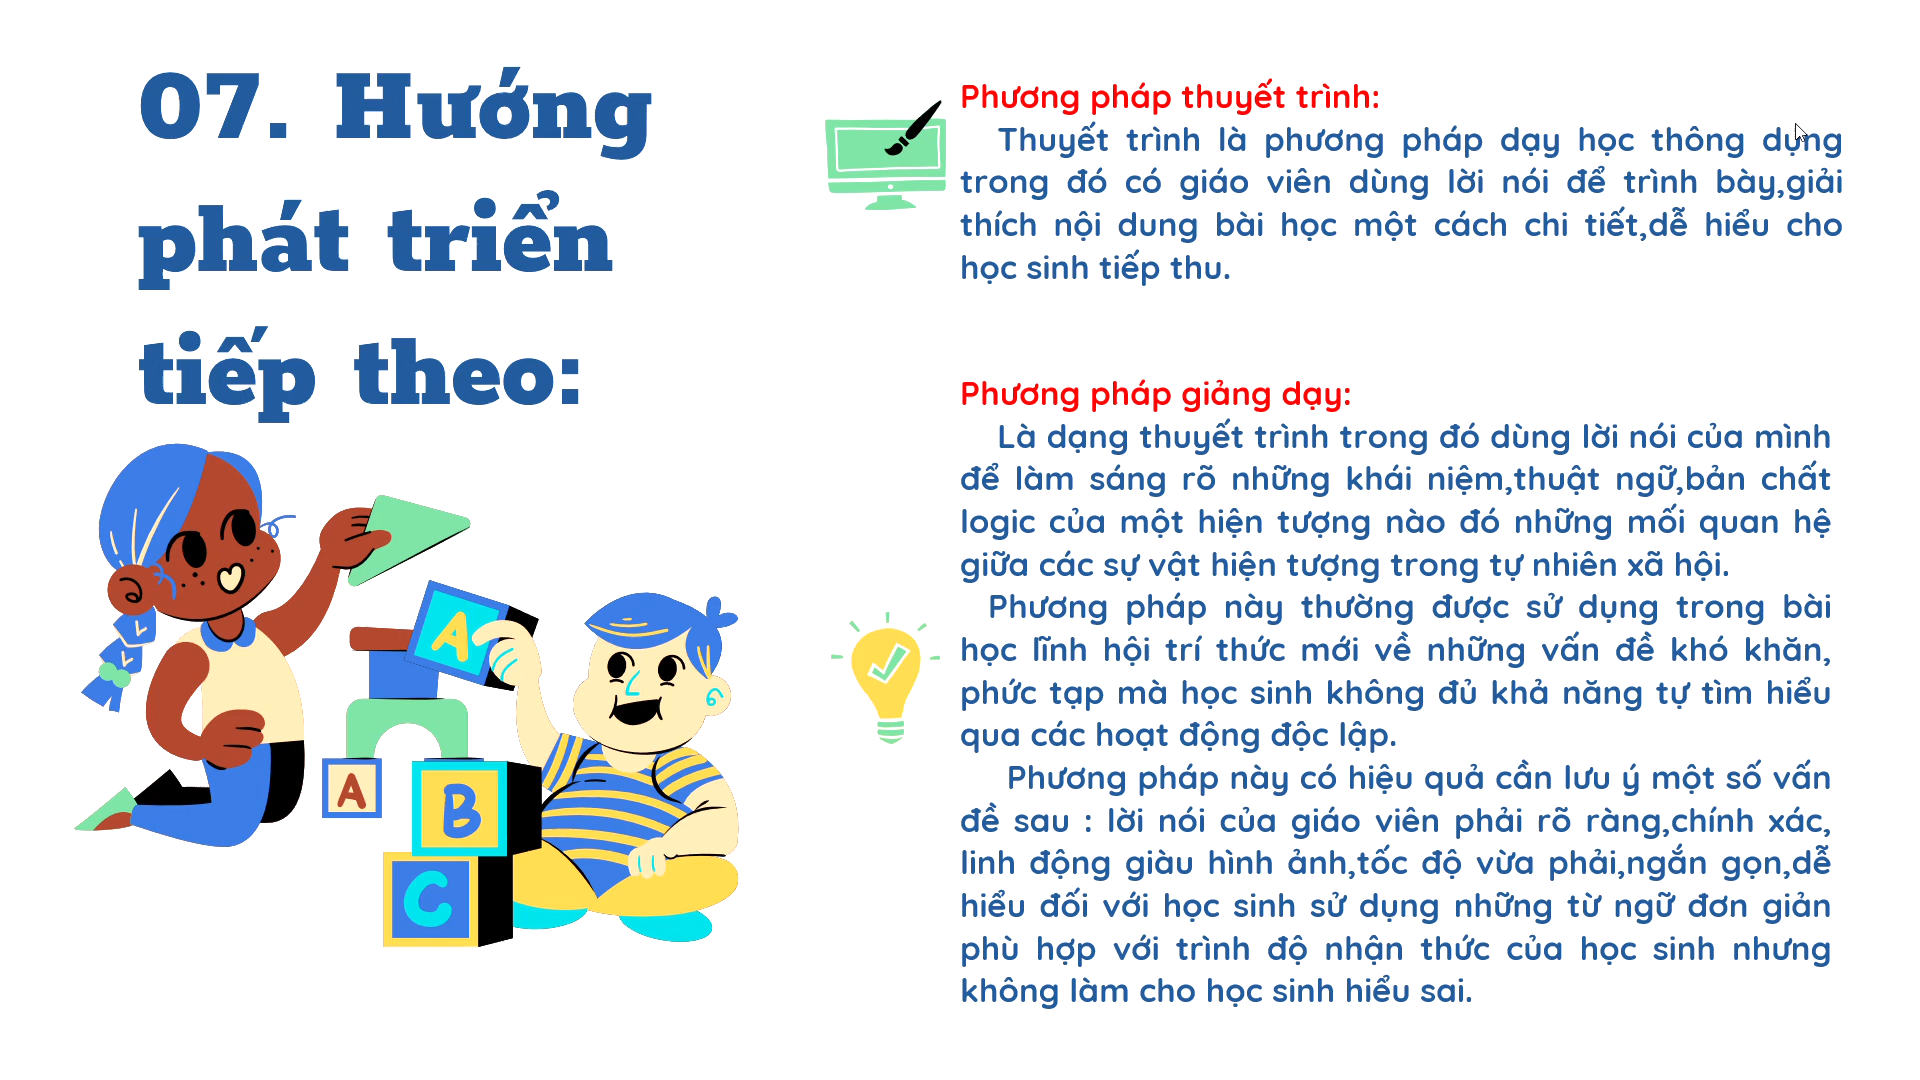 07. Hướng
phát triển
tiếp theo:
Phương pháp thuyết trình:
Thuyết trình là phương pháp dạy học thông dụng
trong đó có giáo viên dùng lời nói để trình bày,giải
thích nội dung bài học một cách chi tiết,dễ hiểu cho
học sinh tiếp thu.
Phương pháp giảng dạy:
Là dạng thuyết trình trong đó dùng lời nói của mình
để làm sáng rõ những khái niệm,thuật ngữ,bản chất
logic của một hiện tượng nào đó những mối quan hệ
giữa các sự vật hiện tượng trong tự nhiên xã hội.
Phương pháp này thường được sử dụng trong bài
học lĩnh hội trí thức mới về những vấn đề khó khăn,
phức tạp mà học sinh không đủ khả năng tự tìm hiểu
qua các hoạt động độc lập.
Phương pháp này có hiệu quả cần lưu ý một số vấn
đề sau : lời nói của giáo viên phải rõ ràng,chính xác,
linh động giàu hình ảnh,tốc độ vừa phải,ngắn gọn,dễ
hiểu đối với học sinh sử dụng những từ ngữ đơn giản
phù hợp với trình độ nhận thức của học sinh nhưng
không làm cho học sinh hiểu sai.
A
A
B
C